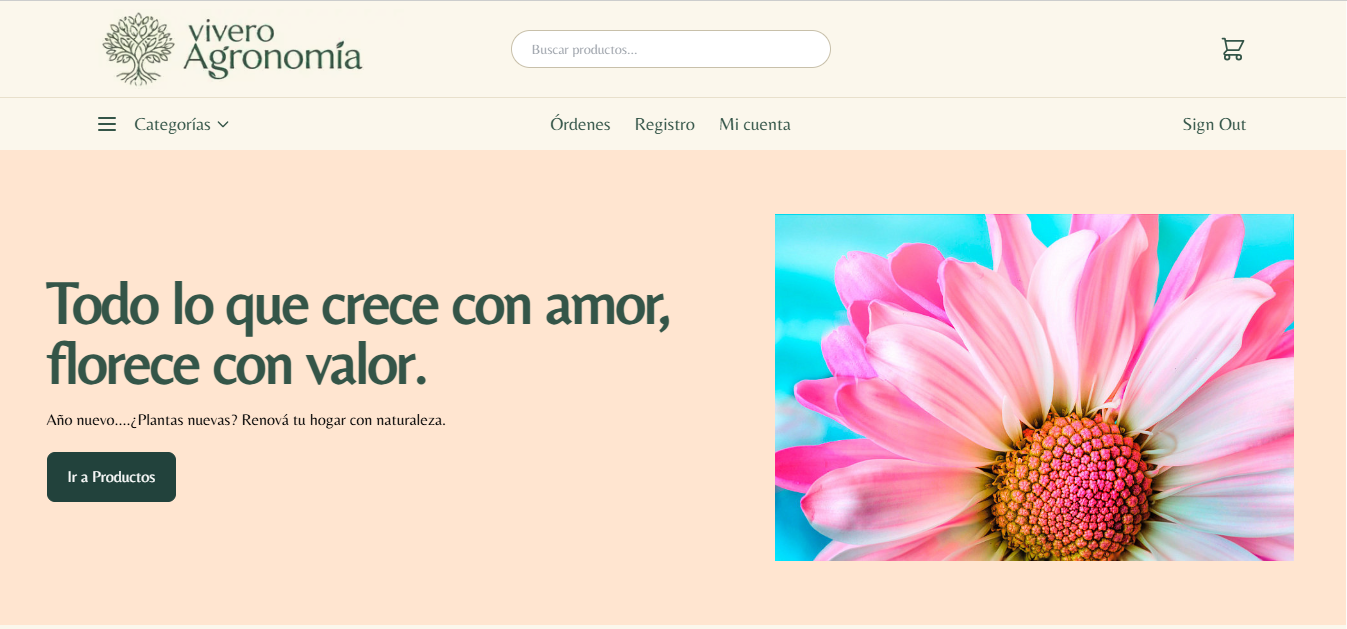 vivero
Agronomía
Buscar productos...
Categorías
Órdenes Registro Mi cuenta
Sign Out
Todo lo que crece con amor,
florece con valor.
Año nuevo....¿Plantas nuevas? Renová tu hogar con naturaleza.
Ir a Productos